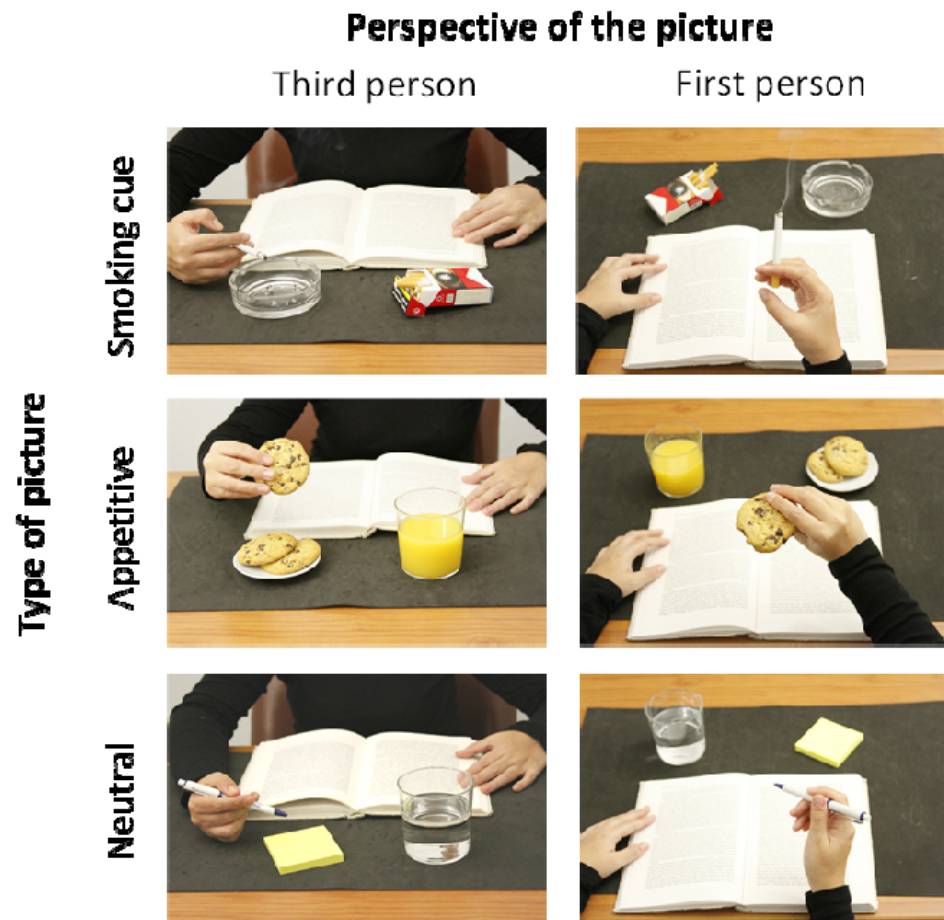 Perspective of the picture
Third person
First person
Type of picture
Smoking cue
Appetitive
Neutral